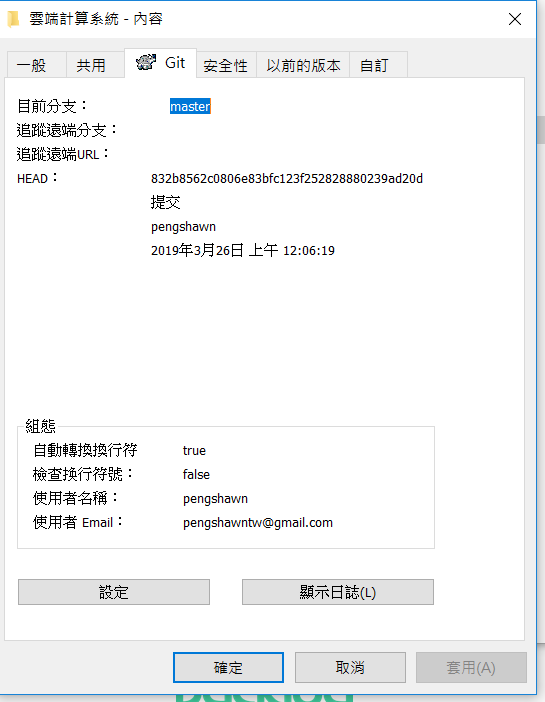 雲端計算系統 - 內容
一般 共用 Git 安全性 以前的版本 自訂
目前分支： master
追蹤遠端分支：
追蹤遠端URL：
HEAD： 832b8562c0806e83bfc123f252828880239ad20d
提交
pengshawn
2019年3月26日 上午 12:06:19
組態
自動轉換換行符 true
檢查換行符號： false
使用者名稱： pengshawn
使用者 Email： pengshawntw@gmail.com
設定 顯示日誌(L)
確定 取消 套用(A)